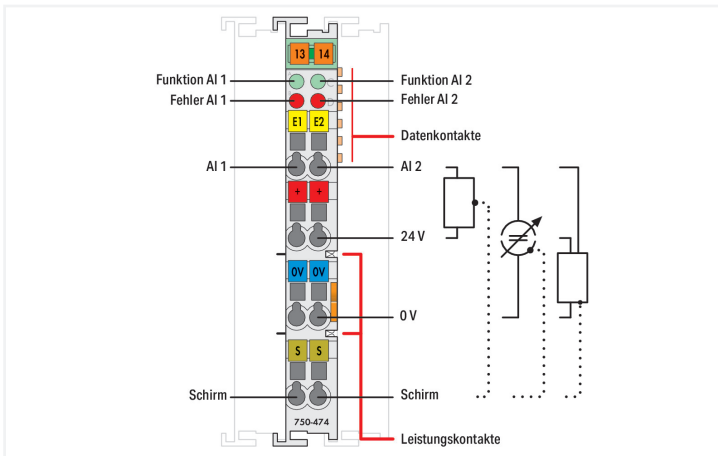 13 14
Funktion AI 1
Funktion AI 2
C
Fehler AI 1
Fehler AI 2
D
E1 E2
Datenkontakte
AI 1
AI 2
+ +
24 V
0V 0V
0 V
S S
Schirm
Schirm
750-474
Leistungskontakte